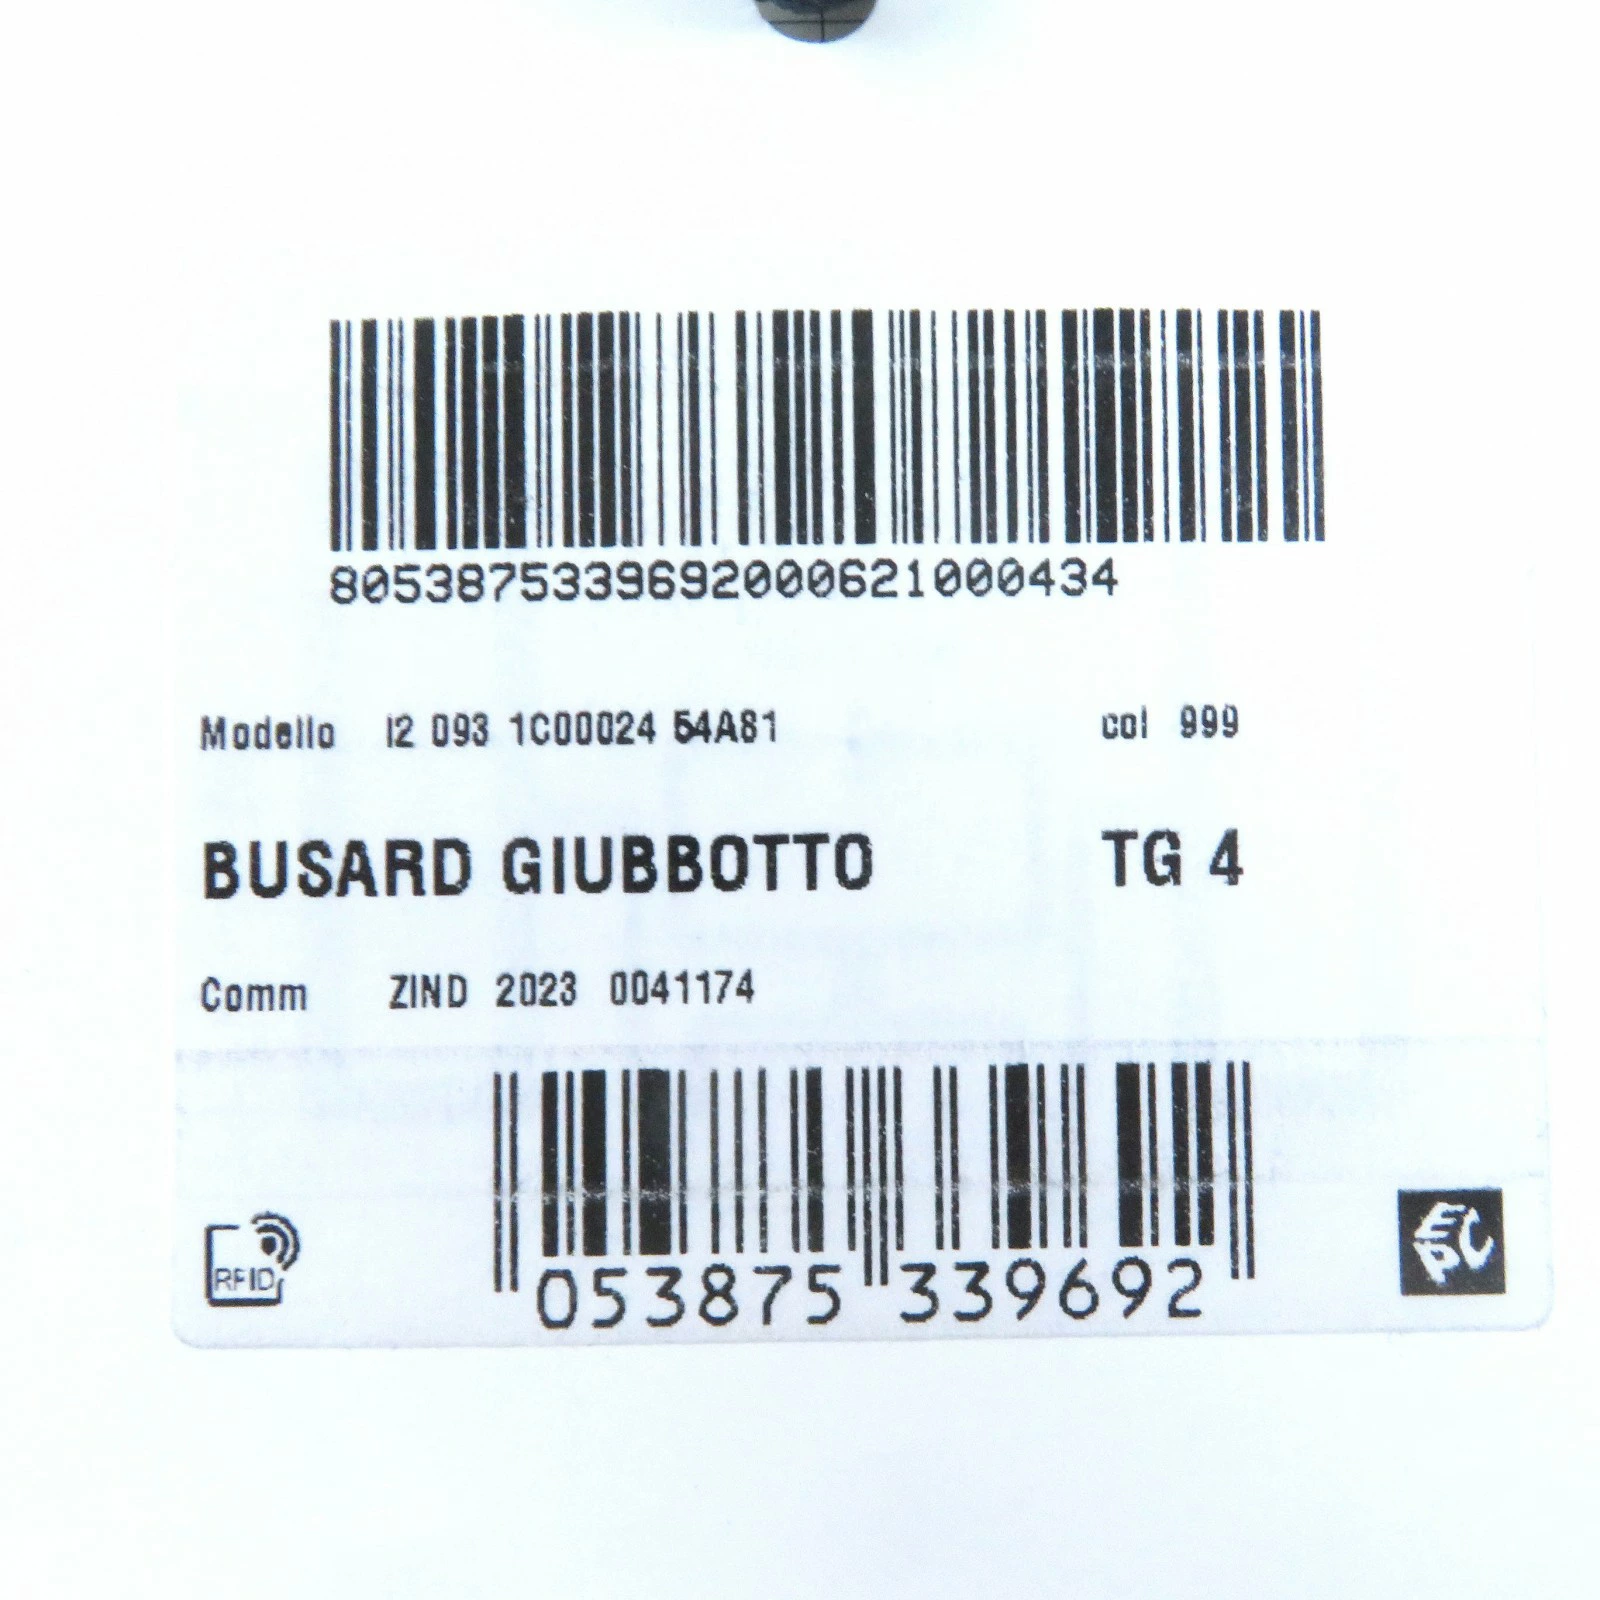 8053875339692000621000434
Modello I2 093 1C00024 54A81 col 999
BUSARD GIUBBOTTO TG 4
Comm ZIND 2023 0041174
RFID
053875 339692
EPC